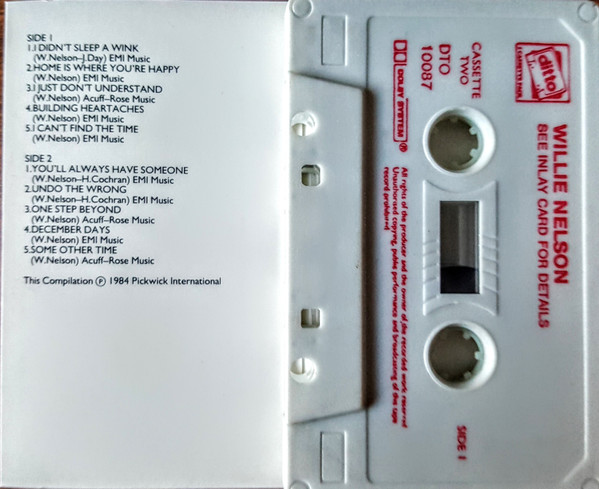 SIDE 1
1.I DIDN'T SLEEP A WINK
(W.Nelson–J.Day) EMI Music
2.HOME IS WHERE YOU'RE HAPPY
(W.Nelson) EMI Music
3.I JUST DON'T UNDERSTAND
(W.Nelson) Acuff–Rose Music
4.BUILDING HEARTACHES
(W.Nelson) EMI Music
5.I CAN'T FIND THE TIME
(W.Nelson) EMI Music
SIDE 2
1.YOU'LL ALWAYS HAVE SOMEONE
(W.Nelson–H.Cochran) EMI Music
2.UNDO THE WRONG
(W.Nelson–H.Cochran) EMI Music
3.ONE STEP BEYOND
(W.Nelson) Acuff–Rose Music
4.DECEMBER DAYS
(W.Nelson) EMI Music
5.SOME OTHER TIME
(W.Nelson) Acuff–Rose Music
This Compilation Ⓟ 1984 Pickwick International
ditto
CASSETTE PACK
WILLIE NELSON
SEE INLAY CARD FOR DETAILS
CASSETTE
TWO
DTO
10087
DOLBY SYSTEM®
All rights of the producer and the owner of the recorded work reserved
Unauthorised copying, public performance and broadcasting of this tape
record prohibited
SIDE I